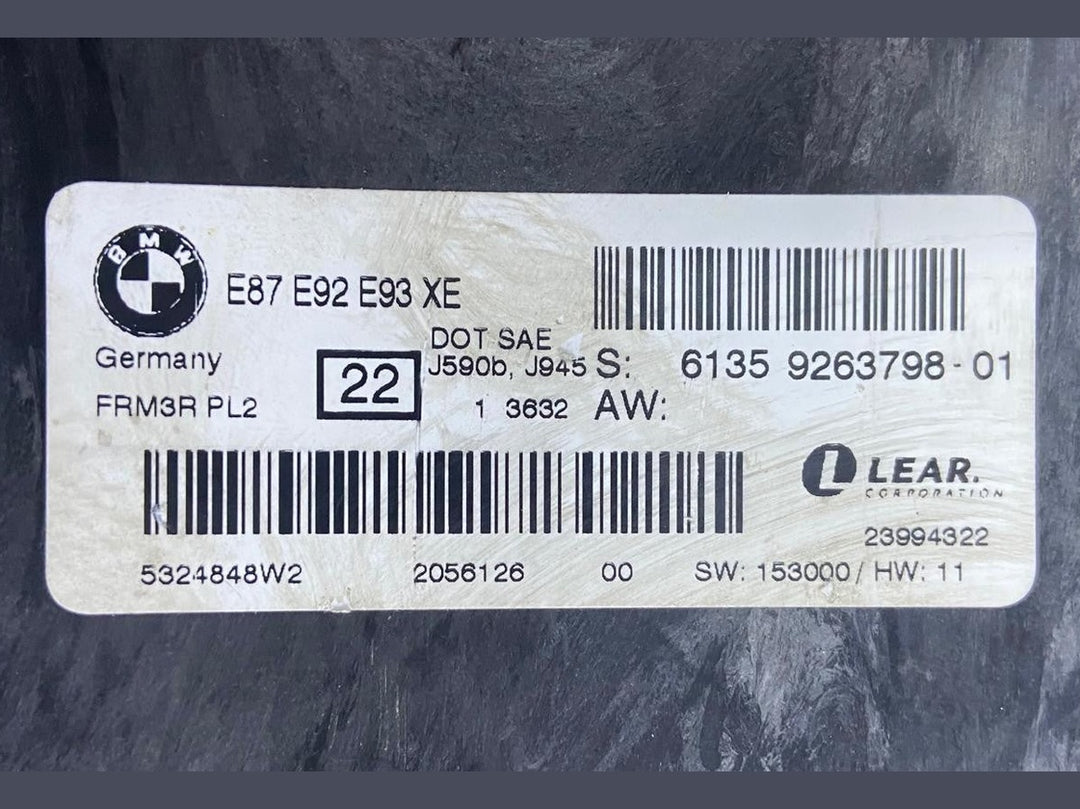 BMW
E87 E92 E93 XE
DOT SAE
Germany
22
J590b, J945
S: 6135 9263798-01
FRM3R PL2
1 3632
AW:
LEAR.
CORPORATION
23994322
5324848W2 2056126 00 SW: 153000/ HW: 11